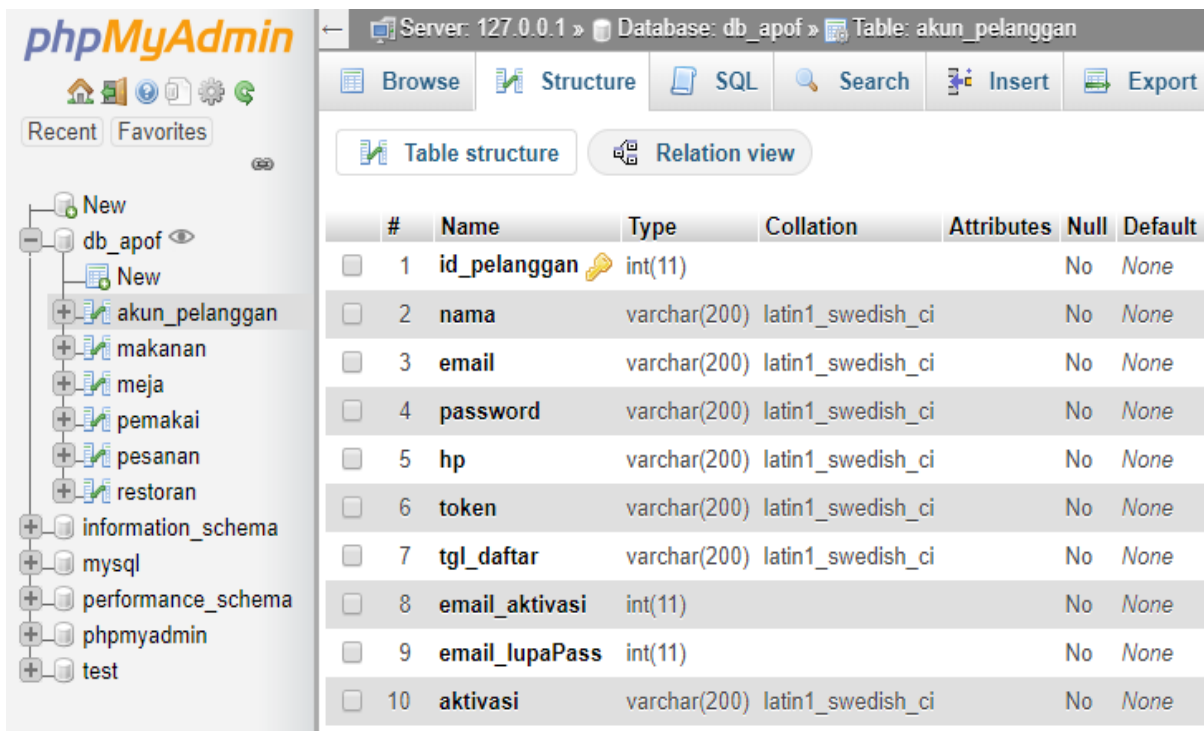 phpMyAdmin
Recent Favorites
New
db_apof
New
akun_pelanggan
makanan
meja
pemakai
pesanan
restoran
information_schema
mysql
performance_schema
phpmyadmin
test
Server: 127.0.0.1 » Database: db_apof » Table: akun_pelanggan
Browse Structure SQL Search Insert Export
Table structure Relation view
# Name Type Collation Attributes Null Default
1 id_pelanggan int(11) No None
2 nama varchar(200) latin1_swedish_ci No None
3 email varchar(200) latin1_swedish_ci No None
4 password varchar(200) latin1_swedish_ci No None
5 hp varchar(200) latin1_swedish_ci No None
6 token varchar(200) latin1_swedish_ci No None
7 tgl_daftar varchar(200) latin1_swedish_ci No None
8 email_aktivasi int(11) No None
9 email_lupaPass int(11) No None
10 aktivasi varchar(200) latin1_swedish_ci No None